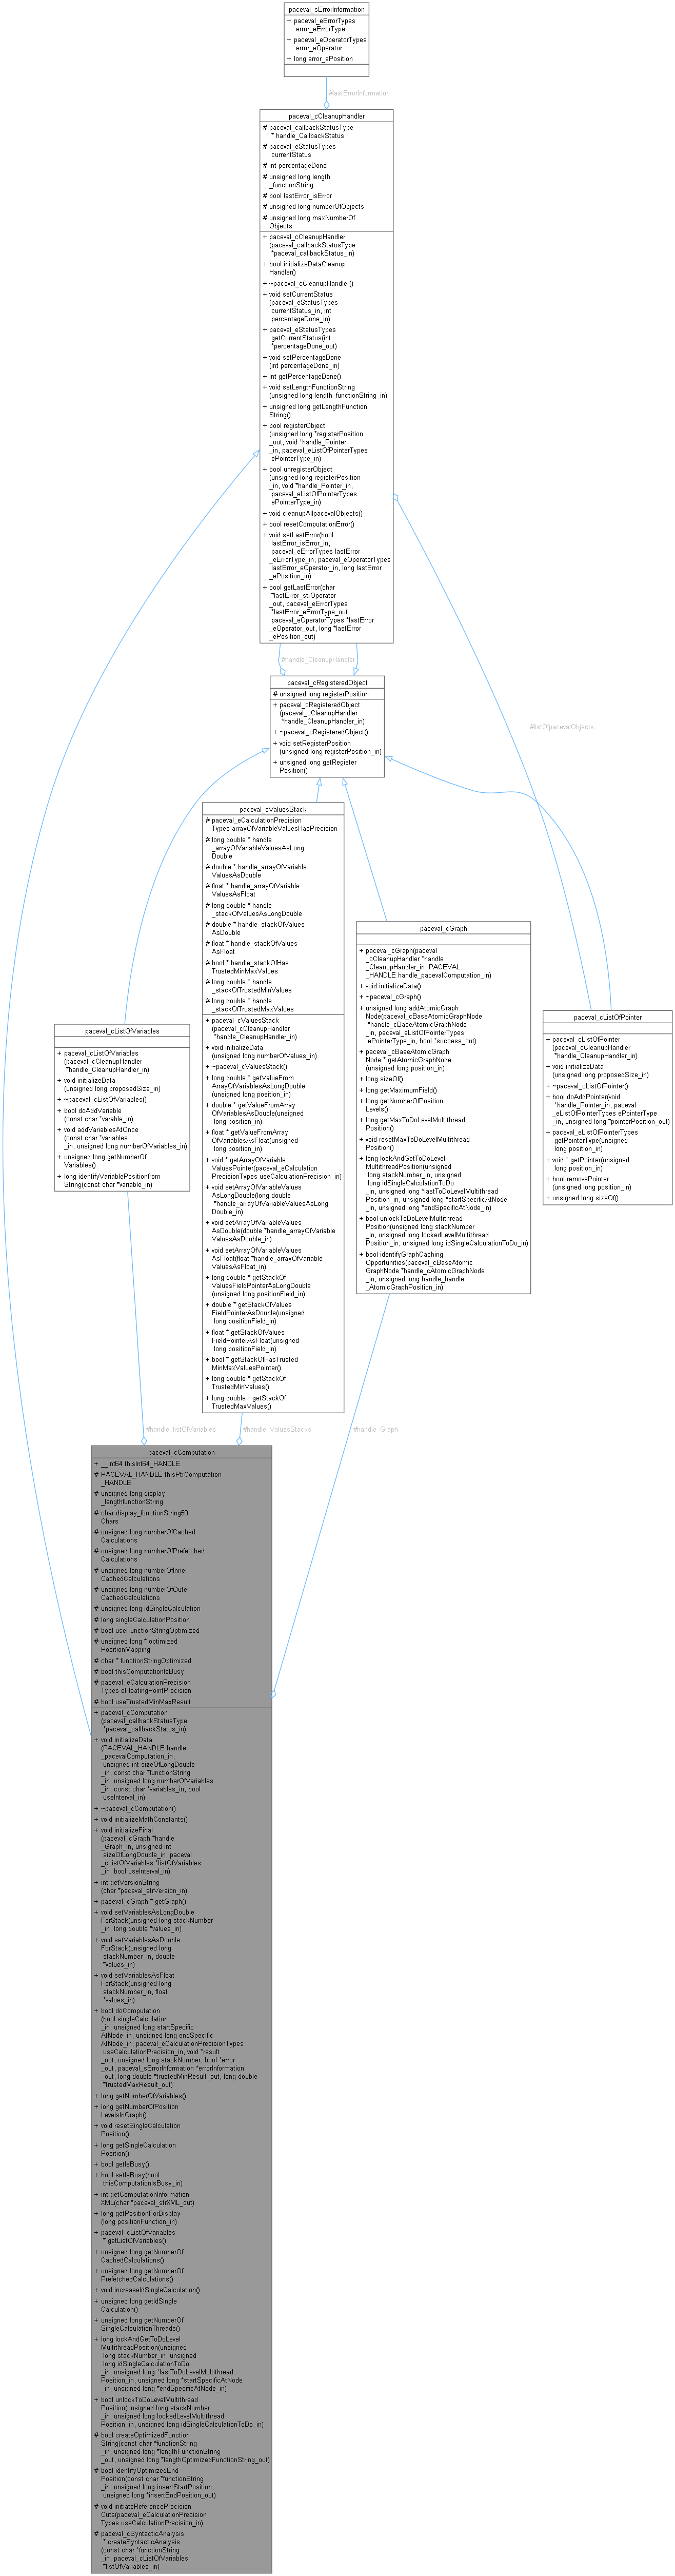 paceval_sErrorInformation
+ paceval_eErrorTypes
error_eErrorType
+ paceval_eOperatorTypes
error_eOperator
+ long error_ePosition
#lastErrorInformation
paceval_cCleanupHandler
# paceval_callbackStatusType
* handle_CallbackStatus
# paceval_eStatusTypes
currentStatus
# int percentageDone
# unsigned long length
_functionString
# bool lastError_isError
# unsigned long numberOfObjects
# unsigned long maxNumberOf
Objects
+ paceval_cCleanupHandler
(paceval_callbackStatusType
*paceval_callbackStatus_in)
+ bool initializeDataCleanup
Handler()
+ ~paceval_cCleanupHandler()
+ void setCurrentStatus
(paceval_eStatusTypes
currentStatus_in, int
percentageDone_in)
+ paceval_eStatusTypes
getCurrentStatus(int
*percentageDone_out)
+ void setPercentageDone
(int percentageDone_in)
+ int getPercentageDone()
+ void setLengthFunctionString
(unsigned long length_functionString_in)
+ unsigned long getLengthFunction
String()
+ bool registerObject
(unsigned long *registerPosition
_out, void *handle_Pointer
_in, paceval_eListOfPointerTypes
ePointerType_in)
+ bool unregisterObject
(unsigned long registerPosition
_in, void *handle_Pointer_in,
paceval_eListOfPointerTypes
ePointerType_in)
+ void cleanupAllpacevalObjects()
+ bool resetComputationError()
+ void setLastError(bool
lastError_isError_in,
paceval_eErrorTypes lastError
_eErrorType_in, paceval_eOperatorTypes
lastError_eOperator_in, long lastError
_ePosition_in)
+ bool getLastError(char
*lastError_strOperator
_out, paceval_eErrorTypes
*lastError_eErrorType_out,
paceval_eOperatorTypes *lastError
_eOperator_out, long *lastError
_ePosition_out)
#handle_CleanupHandler
paceval_cRegisteredObject
# unsigned long registerPosition
+ paceval_cRegisteredObject
(paceval_cCleanupHandler
*handle_CleanupHandler_in)
+ ~paceval_cRegisteredObject()
+ void setRegisterPosition
(unsigned long registerPosition_in)
+ unsigned long getRegister
Position()
#listOfpacevalObjects
paceval_cValuesStack
# paceval_eCalculationPrecision
Types arrayOfVariableValuesHasPrecision
# long double * handle
_arrayOfVariableValuesAsLong
Double
# double * handle_arrayOfVariable
ValuesAsDouble
# float * handle_arrayOfVariable
ValuesAsFloat
# long double * handle
_stackOfValuesAsLongDouble
# double * handle_stackOfValues
AsDouble
# float * handle_stackOfValues
AsFloat
# bool * handle_stackOfHas
TrustedMinMaxValues
# long double * handle
_stackOfTrustedMinValues
# long double * handle
_stackOfTrustedMaxValues
+ paceval_cValuesStack
(paceval_cCleanupHandler
*handle_CleanupHandler_in)
+ void initializeData
(unsigned long numberOfValues_in)
+ ~paceval_cValuesStack()
+ long double * getValueFrom
ArrayOfVariablesAsLongDouble
(unsigned long position_in)
+ double * getValueFromArray
OfVariablesAsDouble(unsigned
long position_in)
+ float * getValueFromArray
OfVariablesAsFloat(unsigned
long position_in)
+ void * getArrayOfVariable
ValuesPointer(paceval_eCalculation
PrecisionTypes useCalculationPrecision_in)
+ void setArrayOfVariableValues
AsLongDouble(long double
*handle_arrayOfVariableValuesAsLong
Double_in)
+ void setArrayOfVariableValues
AsDouble(double *handle_arrayOfVariable
ValuesAsDouble_in)
+ void setArrayOfVariableValues
AsFloat(float *handle_arrayOfVariable
ValuesAsFloat_in)
+ long double * getStackOf
ValuesFieldPointerAsLongDouble
(unsigned long positionField_in)
+ double * getStackOfValues
FieldPointerAsDouble(unsigned
long positionField_in)
+ float * getStackOfValues
FieldPointerAsFloat(unsigned
long positionField_in)
+ bool * getStackOfHasTrusted
MinMaxValuesPointer()
+ long double * getStackOf
TrustedMinValues()
+ long double * getStackOf
TrustedMaxValues()
paceval_cGraph
+ paceval_cGraph(paceval
_cCleanupHandler *handle
_CleanupHandler_in, PACEVAL
_HANDLE handle_pacevalComputation_in)
+ void initializeData()
+ ~paceval_cGraph()
+ unsigned long addAtomicGraph
Node(paceval_cBaseAtomicGraphNode
*handle_cBaseAtomicGraphNode
_in, paceval_eListOfPointerTypes
ePointerType_in, bool *success_out)
+ paceval_cBaseAtomicGraph
Node * getAtomicGraphNode
(unsigned long position_in)
+ long sizeOf()
+ long getMaximumField()
+ long getNumberOfPosition
Levels()
+ long getMaxToDoLevelMultithread
Position()
+ void resetMaxToDoLevelMultithread
Position()
+ long lockAndGetToDoLevel
MultithreadPosition(unsigned
long stackNumber_in, unsigned
long idSingleCalculationToDo
_in, unsigned long *lastToDoLevelMultithread
Position_in, unsigned long *startSpecificAtNode
_in, unsigned long *endSpecificAtNode_in)
+ bool unlockToDoLevelMultithread
Position(unsigned long stackNumber
_in, unsigned long lockedLevelMultithread
Position_in, unsigned long idSingleCalculationToDo_in)
+ bool identifyGraphCaching
Opportunities(paceval_cBaseAtomic
GraphNode *handle_cAtomicGraphNode
_in, unsigned long handle_handle
_AtomicGraphPosition_in)
paceval_cListOfPointer
+ paceval_cListOfPointer
(paceval_cCleanupHandler
*handle_CleanupHandler_in)
+ void initializeData
(unsigned long proposedSize_in)
+ ~paceval_cListOfPointer()
+ bool doAddPointer(void
*handle_Pointer_in, paceval
_eListOfPointerTypes ePointerType
_in, unsigned long *pointerPosition_out)
+ paceval_eListOfPointerTypes
getPointerType(unsigned
long position_in)
+ void * getPointer(unsigned
long position_in)
+ bool removePointer
(unsigned long position_in)
+ unsigned long sizeOf()
paceval_cListOfVariables
+ paceval_cListOfVariables
(paceval_cCleanupHandler
*handle_CleanupHandler_in)
+ void initializeData
(unsigned long proposedSize_in)
+ ~paceval_cListOfVariables()
+ bool doAddVariable
(const char *varable_in)
+ void addVariablesAtOnce
(const char *variables
_in, unsigned long numberOfVariables_in)
+ unsigned long getNumberOf
Variables()
+ long identifyVariablePositionfrom
String(const char *variable_in)
#handle_listOfVariables
#handle_ValuesStacks
#handle_Graph
paceval_cComputation
+ __int64 thisInt64_HANDLE
# PACEVAL_HANDLE thisPtrComputation
_HANDLE
# unsigned long display
_lengthfunctionString
# char display_functionString50
Chars
# unsigned long numberOfCached
Calculations
# unsigned long numberOfPrefetched
Calculations
# unsigned long numberOfInner
CachedCalculations
# unsigned long numberOfOuter
CachedCalculations
# unsigned long idSingleCalculation
# long singleCalculationPosition
# bool useFunctionStringOptimized
# unsigned long * optimized
PositionMapping
# char * functionStringOptimized
# bool thisComputationIsBusy
# paceval_eCalculationPrecision
Types eFloatingPointPrecision
# bool useTrustedMinMaxResult
+ paceval_cComputation
(paceval_callbackStatusType
*paceval_callbackStatus_in)
+ void initializeData
(PACEVAL_HANDLE handle
_pacevalComputation_in,
unsigned int sizeOfLongDouble
_in, const char *functionString
_in, unsigned long numberOfVariables
_in, const char *variables_in, bool
useInterval_in)
+ ~paceval_cComputation()
+ void initializeMathConstants()
+ void initializeFinal
(paceval_cGraph *handle
_Graph_in, unsigned int
sizeOfLongDouble_in, paceval
_cListOfVariables *listOfVariables
_in, bool useInterval_in)
+ int getVersionString
(char *paceval_strVersion_in)
+ paceval_cGraph * getGraph()
+ void setVariablesAsLongDouble
ForStack(unsigned long stackNumber
_in, long double *values_in)
+ void setVariablesAsDouble
ForStack(unsigned long
stackNumber_in, double
*values_in)
+ void setVariablesAsFloat
ForStack(unsigned long
stackNumber_in, float
*values_in)
+ bool doComputation
(bool singleCalculation
_in, unsigned long startSpecific
AtNode_in, unsigned long endSpecific
AtNode_in, paceval_eCalculationPrecisionTypes
useCalculationPrecision_in, void *result
_out, unsigned long stackNumber, bool *error
_out, paceval_sErrorInformation *errorInformation
_out, long double *trustedMinResult_out, long double
*trustedMaxResult_out)
+ long getNumberOfVariables()
+ long getNumberOfPosition
LevelsInGraph()
+ void resetSingleCalculation
Position()
+ long getSingleCalculation
Position()
+ bool getIsBusy()
+ bool setIsBusy(bool
thisComputationIsBusy_in)
+ int getComputationInformation
XML(char *paceval_strXML_out)
+ long getPositionForDisplay
(long positionFunction_in)
+ paceval_cListOfVariables
* getListOfVariables()
+ unsigned long getNumberOf
CachedCalculations()
+ unsigned long getNumberOf
PrefetchedCalculations()
+ void increaseIdSingleCalculation()
+ unsigned long getIdSingle
Calculation()
+ unsigned long getNumberOf
SingleCalculationThreads()
+ long lockAndGetToDoLevel
MultithreadPosition(unsigned
long stackNumber_in, unsigned
long idSingleCalculationToDo
_in, unsigned long *lastToDoLevelMultithread
Position_in, unsigned long *startSpecificAtNode
_in, unsigned long *endSpecificAtNode_in)
+ bool unlockToDoLevelMultithread
Position(unsigned long stackNumber
_in, unsigned long lockedLevelMultithread
Position_in, unsigned long idSingleCalculationToDo_in)
# bool createOptimizedFunction
String(const char *functionString
_in, unsigned long *lengthFunctionString
_out, unsigned long *lengthOptimizedFunctionString_out)
# bool identifyOptimizedEnd
Position(const char *functionString
_in, unsigned long insertStartPosition,
unsigned long *insertEndPosition_out)
# void initiateReferencePrecision
Cuts(paceval_eCalculationPrecision
Types useCalculationPrecision_in)
# paceval_cSyntacticAnalysis
* createSyntacticAnalysis
(const char *functionString
_in, paceval_cListOfVariables
*listOfVariables_in)